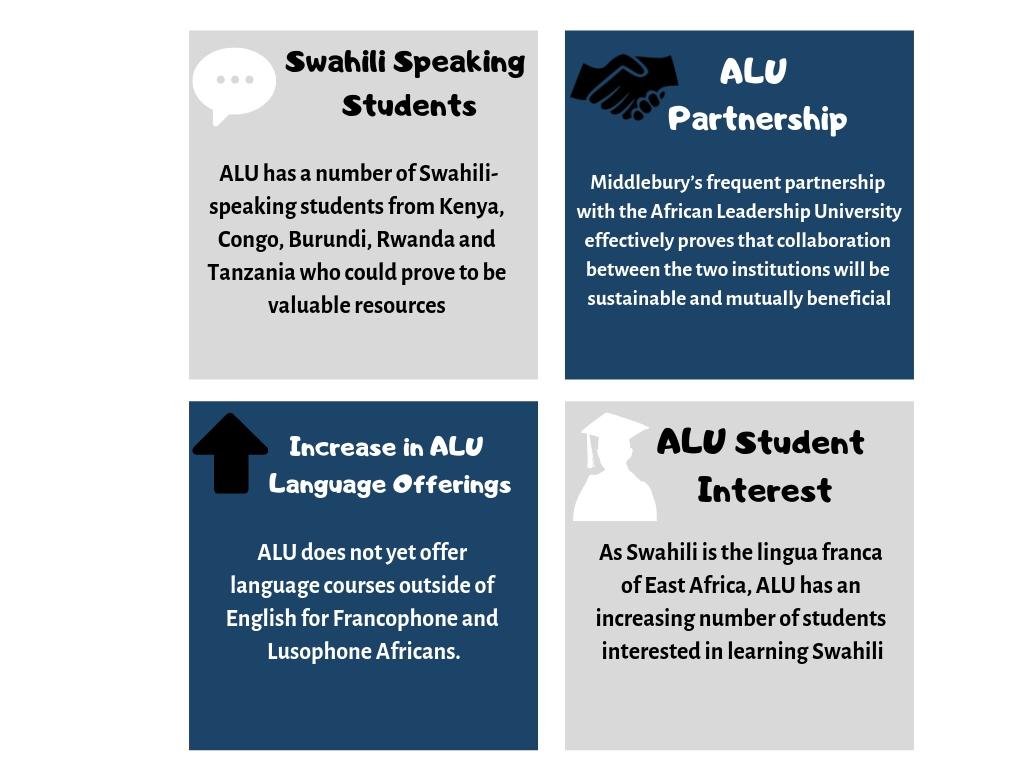 Swahili Speaking
Students
ALU has a number of Swahili-
speaking students from Kenya,
Congo, Burundi, Rwanda and
Tanzania who could prove to be
valuable resources
ALU
Partnership
Middlebury’s frequent partnership
with the African Leadership University
effectively proves that collaboration
between the two institutions will be
sustainable and mutually beneficial
Increase in ALU
Language Offerings
ALU does not yet offer
language courses outside of
English for Francophone and
Lusophone Africans.
ALU Student
Interest
As Swahili is the lingua franca
of East Africa, ALU has an
increasing number of students
interested in learning Swahili